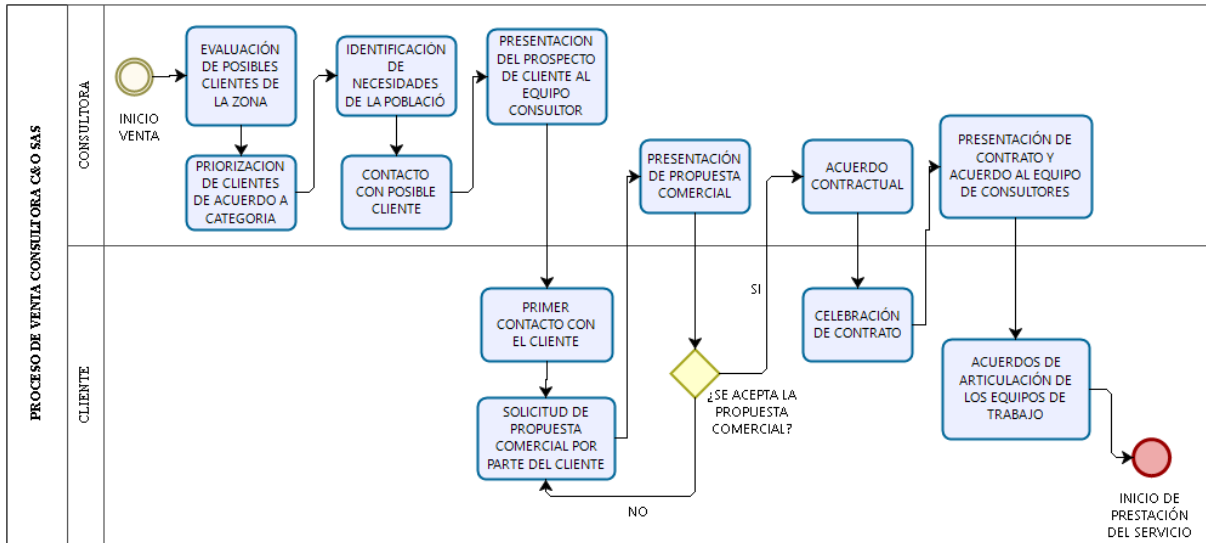 PROCESO DE VENTA CONSULTORA C&O SAS
CONSULTORA
INICIO
VENTA
EVALUACIÓN
DE POSIBLES
CLIENTES DE
LA ZONA
PRIORIZACION
DE CLIENTES
DE ACUERDO A
CATEGORIA
IDENTIFICACIÓN
DE
NECESIDADES
DE LA POBLACIÓ
CONTACTO
CON POSIBLE
CLIENTE
PRESENTACION
DEL PROSPECTO
DE CLIENTE AL
EQUIPO
CONSULTOR
PRESENTACIÓN
DE PROPUESTA
COMERCIAL
ACUERDO
CONTRACTUAL
PRESENTACIÓN DE
CONTRATO Y
ACUERDO AL EQUIPO
DE CONSULTORES
CLIENTE
PRIMER
CONTACTO CON
EL CLIENTE
SOLICITUD DE
PROPUESTA
COMERCIAL POR
PARTE DEL CLIENTE
¿SE ACEPTA LA
PROPUESTA
COMERCIAL?
SI
NO
CELEBRACIÓN
DE CONTRATO
ACUERDOS DE
ARTICULACIÓN DE
LOS EQUIPOS DE
TRABAJO
INICIO DE
PRESTACIÓN
DEL SERVICIO